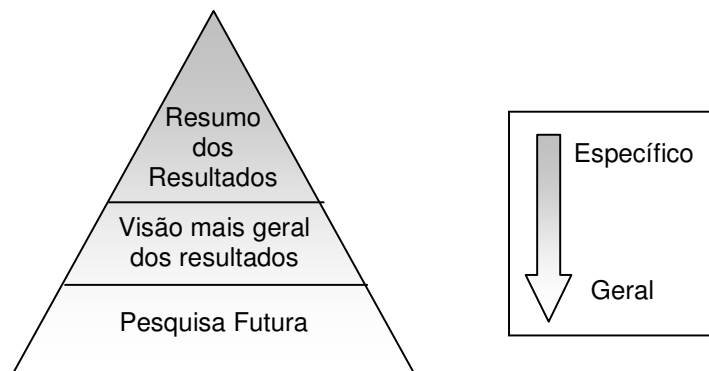 Resumo
dos
Resultados
Visão mais geral
dos resultados
Pesquisa Futura
Específico
Geral